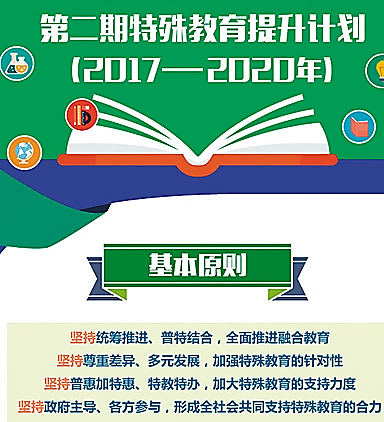 第二期特殊教育提升计划
（2017—2020年）
基本原则
坚持统筹推进、普特结合，全面推进融合教育
坚持尊重差异、多元发展，加强特殊教育的针对性
坚持普惠加特惠、特教特办，加大特殊教育的支持力度
坚持政府主导、各方参与，形成全社会共同支持特殊教育的合力